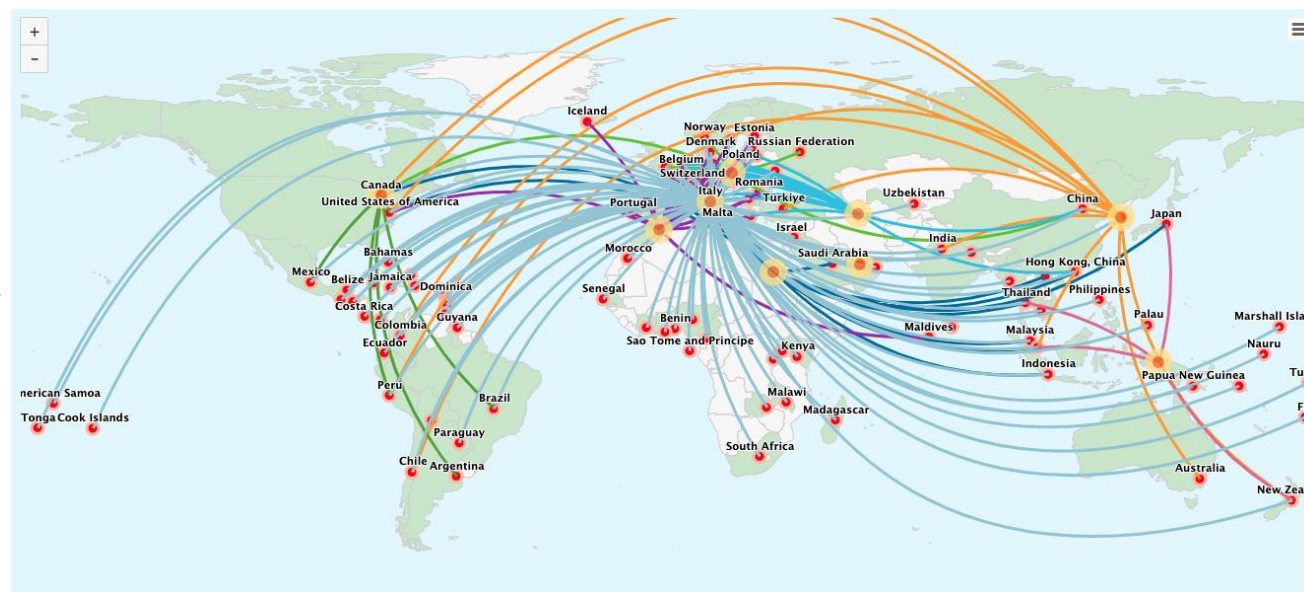 +
−
Iceland
Norway
Estonia
Denmark
Russian Federation
Belgium
Poland
Switzerland
Romania
Italy
Canada
United States of America
Portugal
Malta
Türkiye
Uzbekistan
China
Japan
Israel
Morocco
Saudi Arabia
India
Hong Kong, China
Bahamas
Mexico
Belize
Jamaica
Dominica
Senegal
Thailand
Philippines
Costa Rica
Guyana
Colombia
Benin
Maldives
Malaysia
Palau
Marshall Isla
Ecuador
Sao Tome and Principe
Kenya
Nauru
Indonesia
Papua New Guinea
Tu
Peru
Brazil
Malawi
merican Samoa
Tonga
Cook Islands
Madagascar
F
Paraguay
South Africa
Chile
Argentina
Australia
New Zea